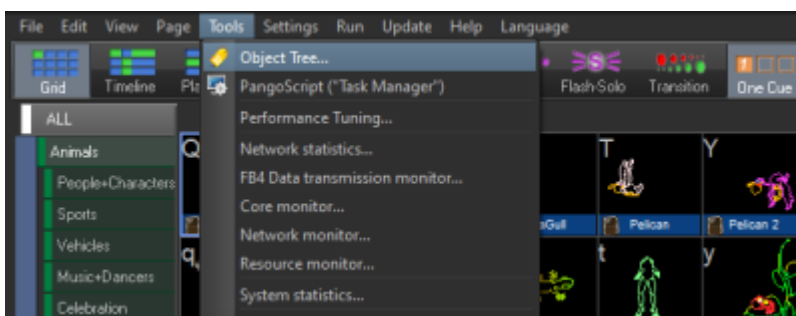 File Edit View Page Tools Settings Run Update Help Language
Grid Timeline Flash-Solo Transition One Cue
Object Tree...
PangoScript ("Task Manager")
Performance Tuning...
Network statistics...
FB4 Data transmission monitor...
Core monitor...
Network monitor...
Resource monitor...
System statistics...
ALL
Animals
People+Characters
Sports
Vehicles
Music+Dancers
Celebration
Q T Y
Pelican Pelican 2
q t y